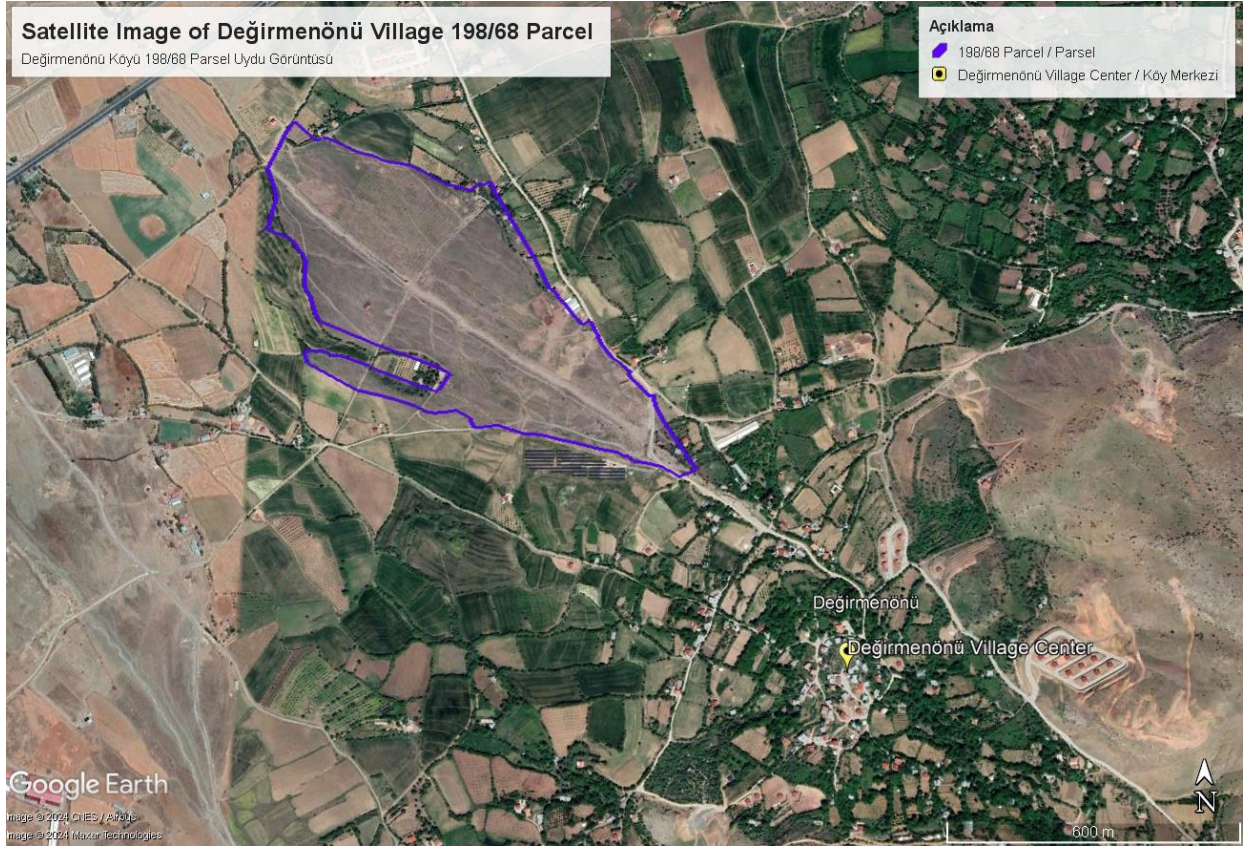 Satellite Image of Değirmenönü Village 198/68 Parcel
Değirmenönü Köyü 198/68 Parsel Uydu Görüntüsü
Açıklama
198/68 Parcel / Parsel
Değirmenönü Village Center / Köy Merkezi
Değirmenönü
Değirmenönü Village Center
Google Earth
Image © 2024 CNES / Airbus
Image © 2024 Maxar Technologies
N
600 m